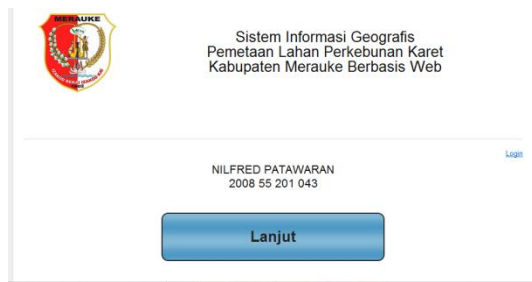 MERAUKE
Sistem Informasi Geografis
Pemetaan Lahan Perkebunan Karet
Kabupaten Merauke Berbasis Web
Login
NILFRED PATAWARAN
2008 55 201 043
Lanjut